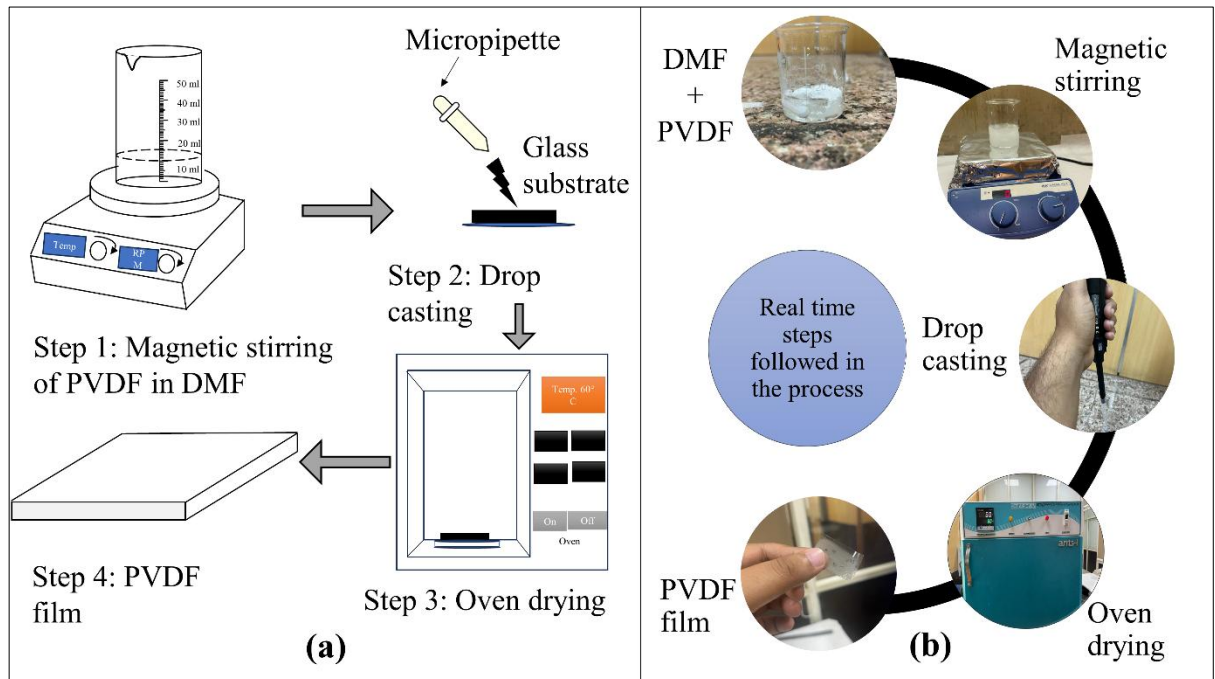 50 ml
40 ml
30 ml
20 ml
10 ml
Temp
RP
M
Step 1: Magnetic stirring
of PVDF in DMF
Micropipette
Glass
substrate
Step 2: Drop
casting
Temp. 60°
C
On
Off
Oven
Step 3: Oven drying
Step 4: PVDF
film
(a)
DMF
+
PVDF
Magnetic
stirring
Real time
steps
followed in
the process
Drop
casting
PVDF
film
Oven
drying
(b)